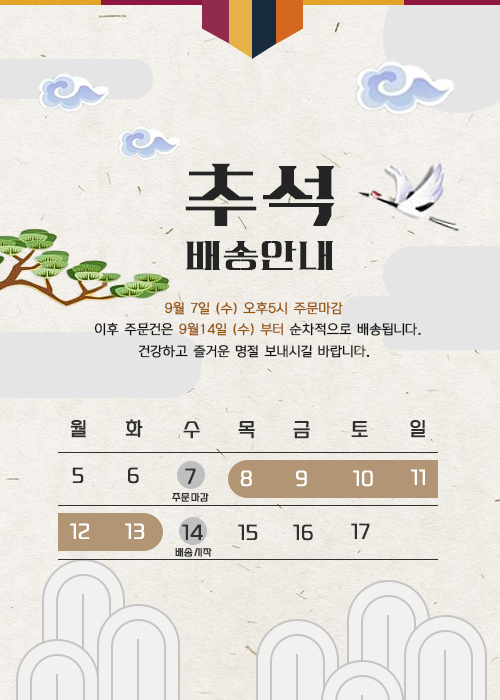 추석
배송안내
9월 7일 (수) 오후5시 주문마감
이후 주문건은 9월14일 (수) 부터 순차적으로 배송됩니다.
건강하고 즐거운 명절 보내시길 바랍니다.
월 화 수 목 금 토 일
5 6 7 8 9 10 11
주문마감
12 13 14 15 16 17
배송시작